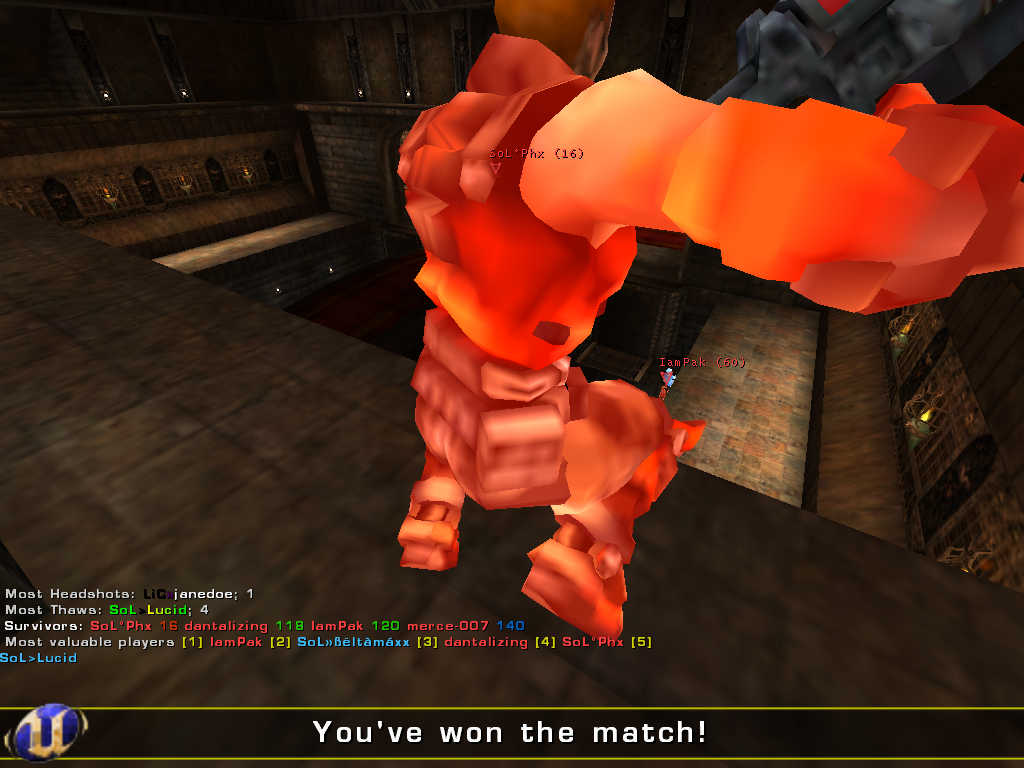 SoL°Phx (16)
IamPak (60)
Most Headshots: LiC»janedoe; 1
Most Thaws: SoL>Lucid; 4
Survivors: SoL°Phx 16 dantalizing 119 IamPak 120 merce-007 140
Most valuable players [1] IamPak [2] SoL»ßéltåmáxx [3] dantalizing [4] SoL°Phx [5]
SoL>Lucid
You've won the match!